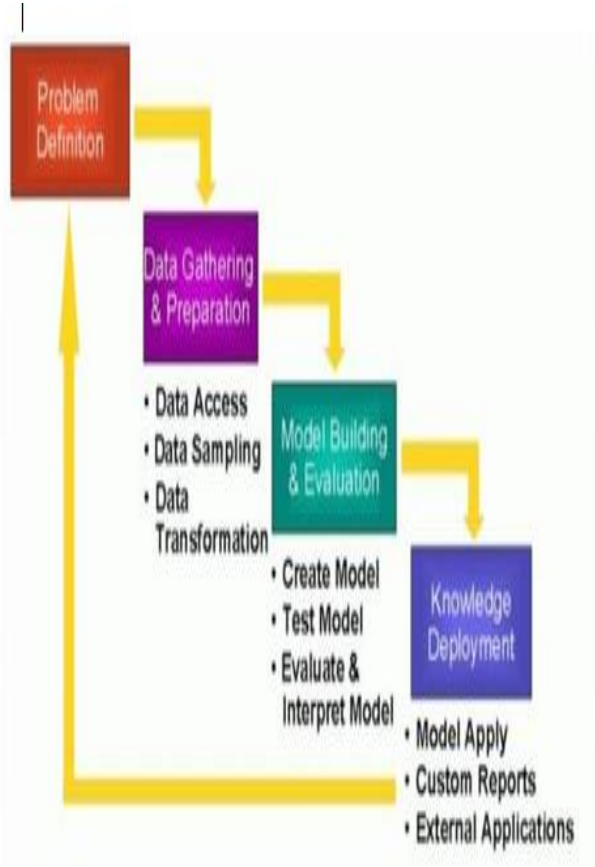 Problem
Definition
Data Gathering
& Preparation
• Data Access
• Data Sampling
• Data
Transformation
Model Building
& Evaluation
• Create Model
• Test Model
• Evaluate &
Interpret Model
Knowledge
Deployment
• Model Apply
• Custom Reports
• External Applications